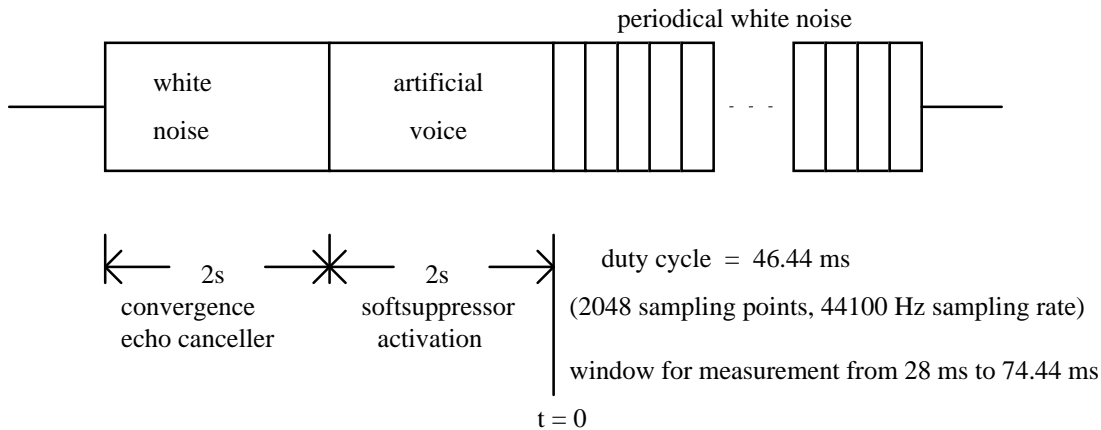 periodical white noise
white
noise
artificial
voice
- - -
2s
convergence
echo canceller
2s
softsuppressor
activation
duty cycle = 46.44 ms
(2048 sampling points, 44100 Hz sampling rate)
window for measurement from 28 ms to 74.44 ms
t = 0